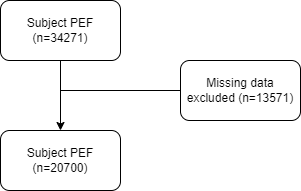 Subject PEF
(n=34271)
Missing data
excluded (n=13571)
Subject PEF
(n=20700)